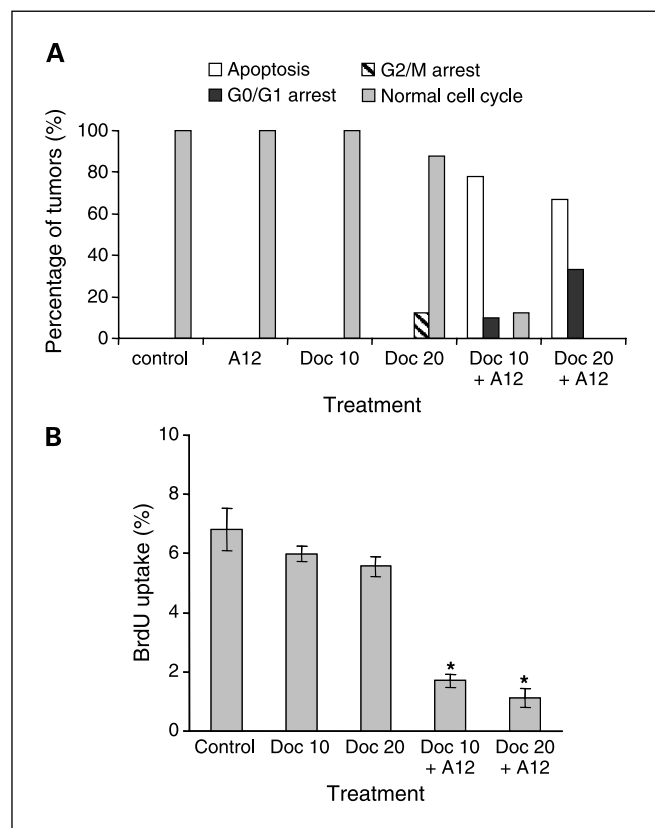 A
Apoptosis
G2/M arrest
G0/G1 arrest
Normal cell cycle
Percentage of tumors (%)
100
80
60
40
20
0
control
A12
Doc 10
Doc 20
Doc 10
+ A12
Doc 20
+ A12
Treatment
B
BrdU uptake (%)
10
8
6
4
2
0
*
*
Control
Doc 10
Doc 20
Doc 10
+ A12
Doc 20
+ A12
Treatment